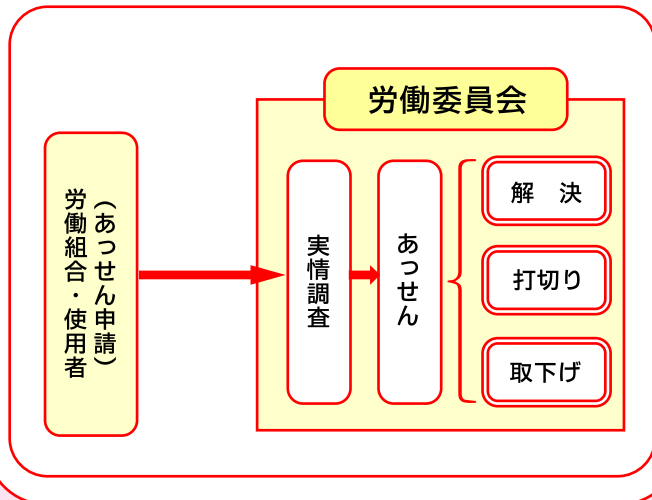 労働委員会
（あっせん申請）
労働組合・使用者
実情調査
あっせん
解　決
打切り
取下げ